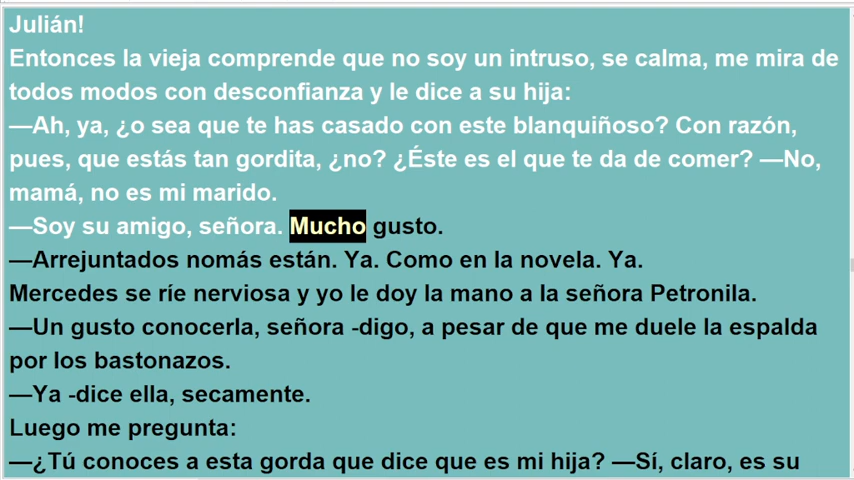 Julián!
Entonces la vieja comprende que no soy un intruso, se calma, me mira de
todos modos con desconfianza y le dice a su hija:
—Ah, ya, ¿o sea que te has casado con este blanquiñoso? Con razón,
pues, que estás tan gordita, ¿no? ¿Éste es el que te da de comer? —No,
mamá, no es mi marido.
—Soy su amigo, señora. Mucho gusto.
—Arrejuntados nomás están. Ya. Como en la novela. Ya.
Mercedes se ríe nerviosa y yo le doy la mano a la señora Petronila.
—Un gusto conocerla, señora -digo, a pesar de que me duele la espalda
por los bastonazos.
—Ya -dice ella, secamente.
Luego me pregunta:
—¿Tú conoces a esta gorda que dice que es mi hija? —Sí, claro, es su